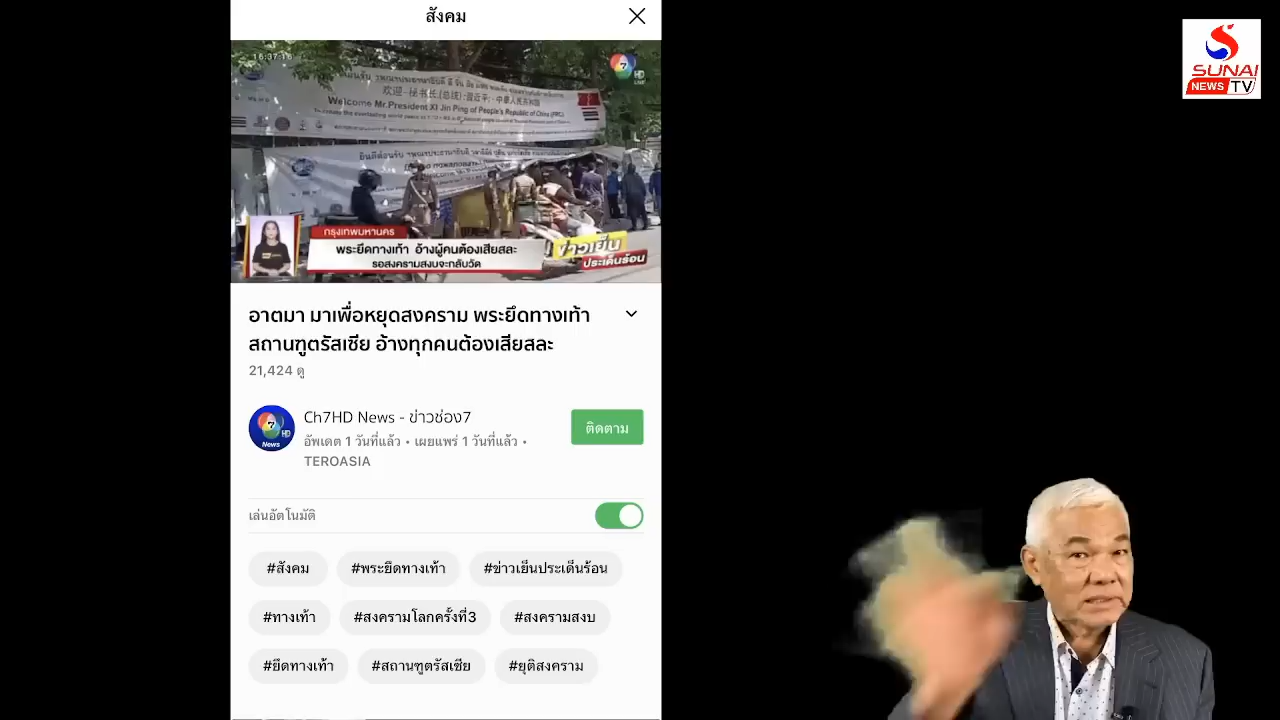 สังคม
16:37:16
7 HD
LIVE
欢迎
Welcome Mr.President XI Jin Ping of People's Republic of China (PRC)
กรุงเทพมหานคร
พระยึดทางเท้า อ้างผู้คนต้องเสียสละ
รอสงครามสงบจะกลับวัด
ข่าวเย็น
ประเด็นร้อน
อาตมา มาเพื่อหยุดสงคราม พระยึดทางเท้า
สถานฑูตรัสเซีย อ้างทุกคนต้องเสียสละ
21,424 ดู
7 HD
News
Ch7HD News - ข่าวช่อง7
อัพเดต 1 วันที่แล้ว • เผยแพร่ 1 วันที่แล้ว •
TEROASIA
ติดตาม
เล่นอัตโนมัติ
#สังคม #พระยึดทางเท้า #ข่าวเย็นประเด็นร้อน
#ทางเท้า #สงครามโลกครั้งที่3 #สงครามสงบ
#ยึดทางเท้า #สถานฑูตรัสเซีย #ยุติสงคราม
SUNAI
NEWS TV